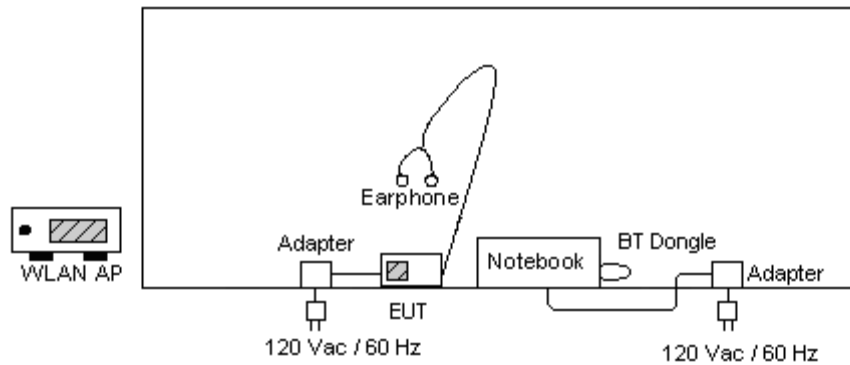 Earphone
WLAN AP
Adapter
EUT
Notebook
BT Dongle
Adapter
120 Vac / 60 Hz
120 Vac / 60 Hz